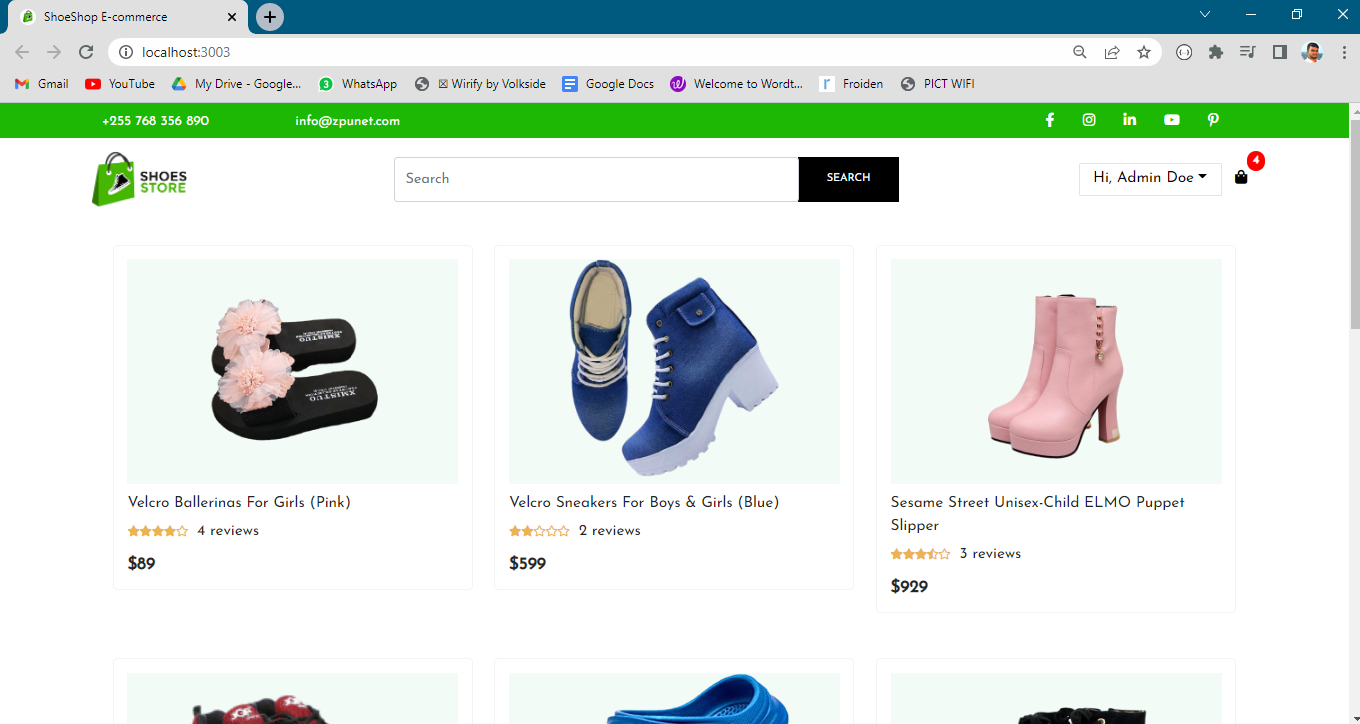 ShoeShop E-commerce
localhost:3003
Gmail
YouTube
My Drive - Google...
WhatsApp
Wirify by Volkside
Google Docs
Welcome to Wordt...
Froiden
PICT WIFI
+255 768 356 890
info@zpunet.com
SHOES
STORE
Search
SEARCH
Hi, Admin Doe
4
XMISTUO
XMISTUO
Velcro Ballerinas For Girls (Pink)
4 reviews
$89
Velcro Sneakers For Boys & Girls (Blue)
2 reviews
$599
Sesame Street Unisex-Child ELMO Puppet
Slipper
3 reviews
$929